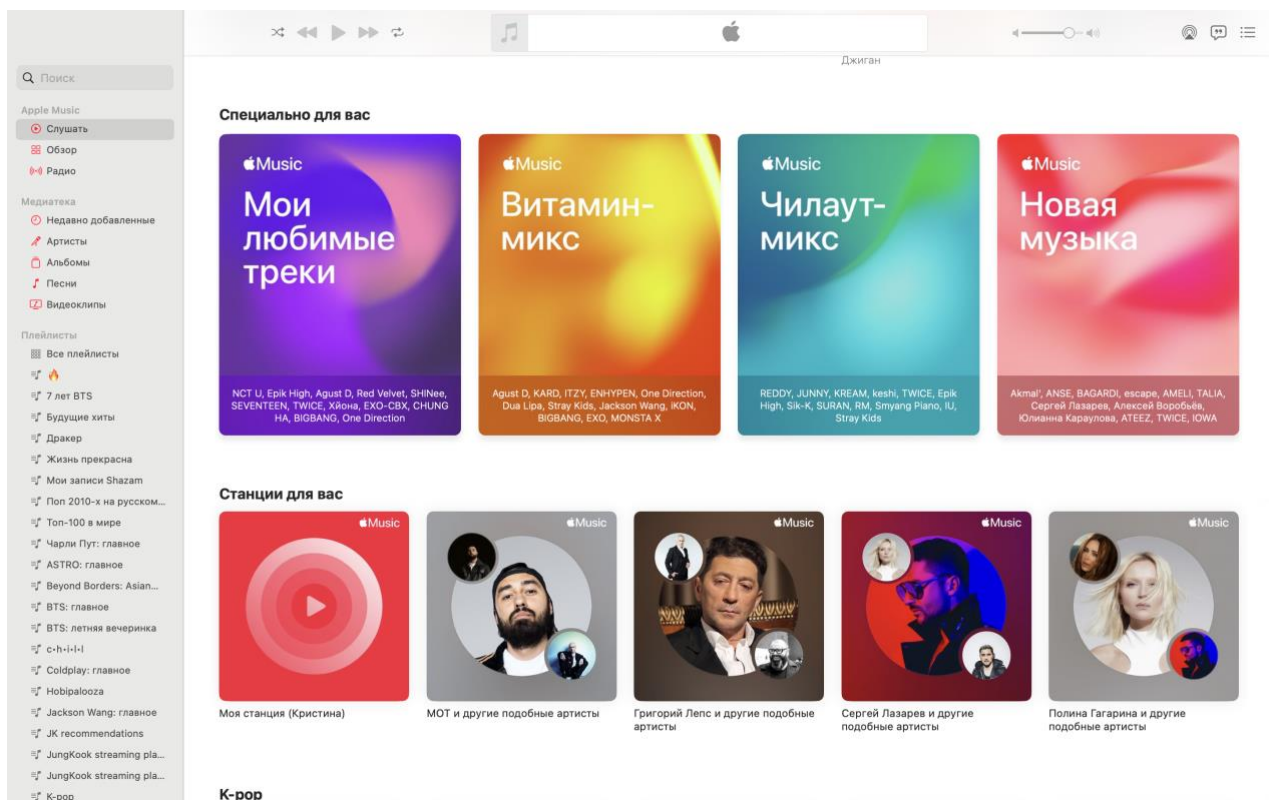 Джиган
Поиск
Apple Music
Слушать
Обзор
Радио
Медиатека
Недавно добавленные
Артисты
Альбомы
Песни
Видеоклипы
Плейлисты
Все плейлисты
🔥
7 лет BTS
Будущие хиты
Дракер
Жизнь прекрасна
Мои записи Shazam
Поп 2010-х на русском...
Топ-100 в мире
Чарли Пут: главное
ASTRO: главное
Beyond Borders: Asian...
BTS: главное
BTS: летняя вечеринка
c•h•i•l•l
Coldplay: главное
Hobipalooza
Jackson Wang: главное
JK recommendations
JungKook streaming pla...
JungKook streaming pla...
K-pop
Специально для вас
Music
Мои
любимые
треки
NCT U, Epik High, Agust D, Red Velvet, SHINee,
SEVENTEEN, TWICE, Хйона, EXO-CBX, CHUNG
HA, BIGBANG, One Direction
Music
Витамин-
микс
Agust D, KARD, ITZY, ENHYPEN, One Direction,
Dua Lipa, Stray Kids, Jackson Wang, iKON,
BIGBANG, EXO, MONSTA X
Music
Чилаут-
микс
REDDY, JUNNY, KREAM, keshi, TWICE, Epik
High, Sik-K, SURAN, RM, Smyang Piano, IU,
Stray Kids
Music
Новая
музыка
Akmal', ANSE, BAGARDI, escape, AMELI, TALIA,
Сергей Лазарев, Алексей Воробьёв,
Юлианна Караулова, ATEEZ, TWICE, IOWA
Станции для вас
Music
Моя станция (Кристина)
Music
МОТ и другие подобные артисты
Music
Григорий Лепс и другие подобные
артисты
Music
Сергей Лазарев и другие
подобные артисты
Music
Полина Гагарина и другие
подобные артисты
K-pop